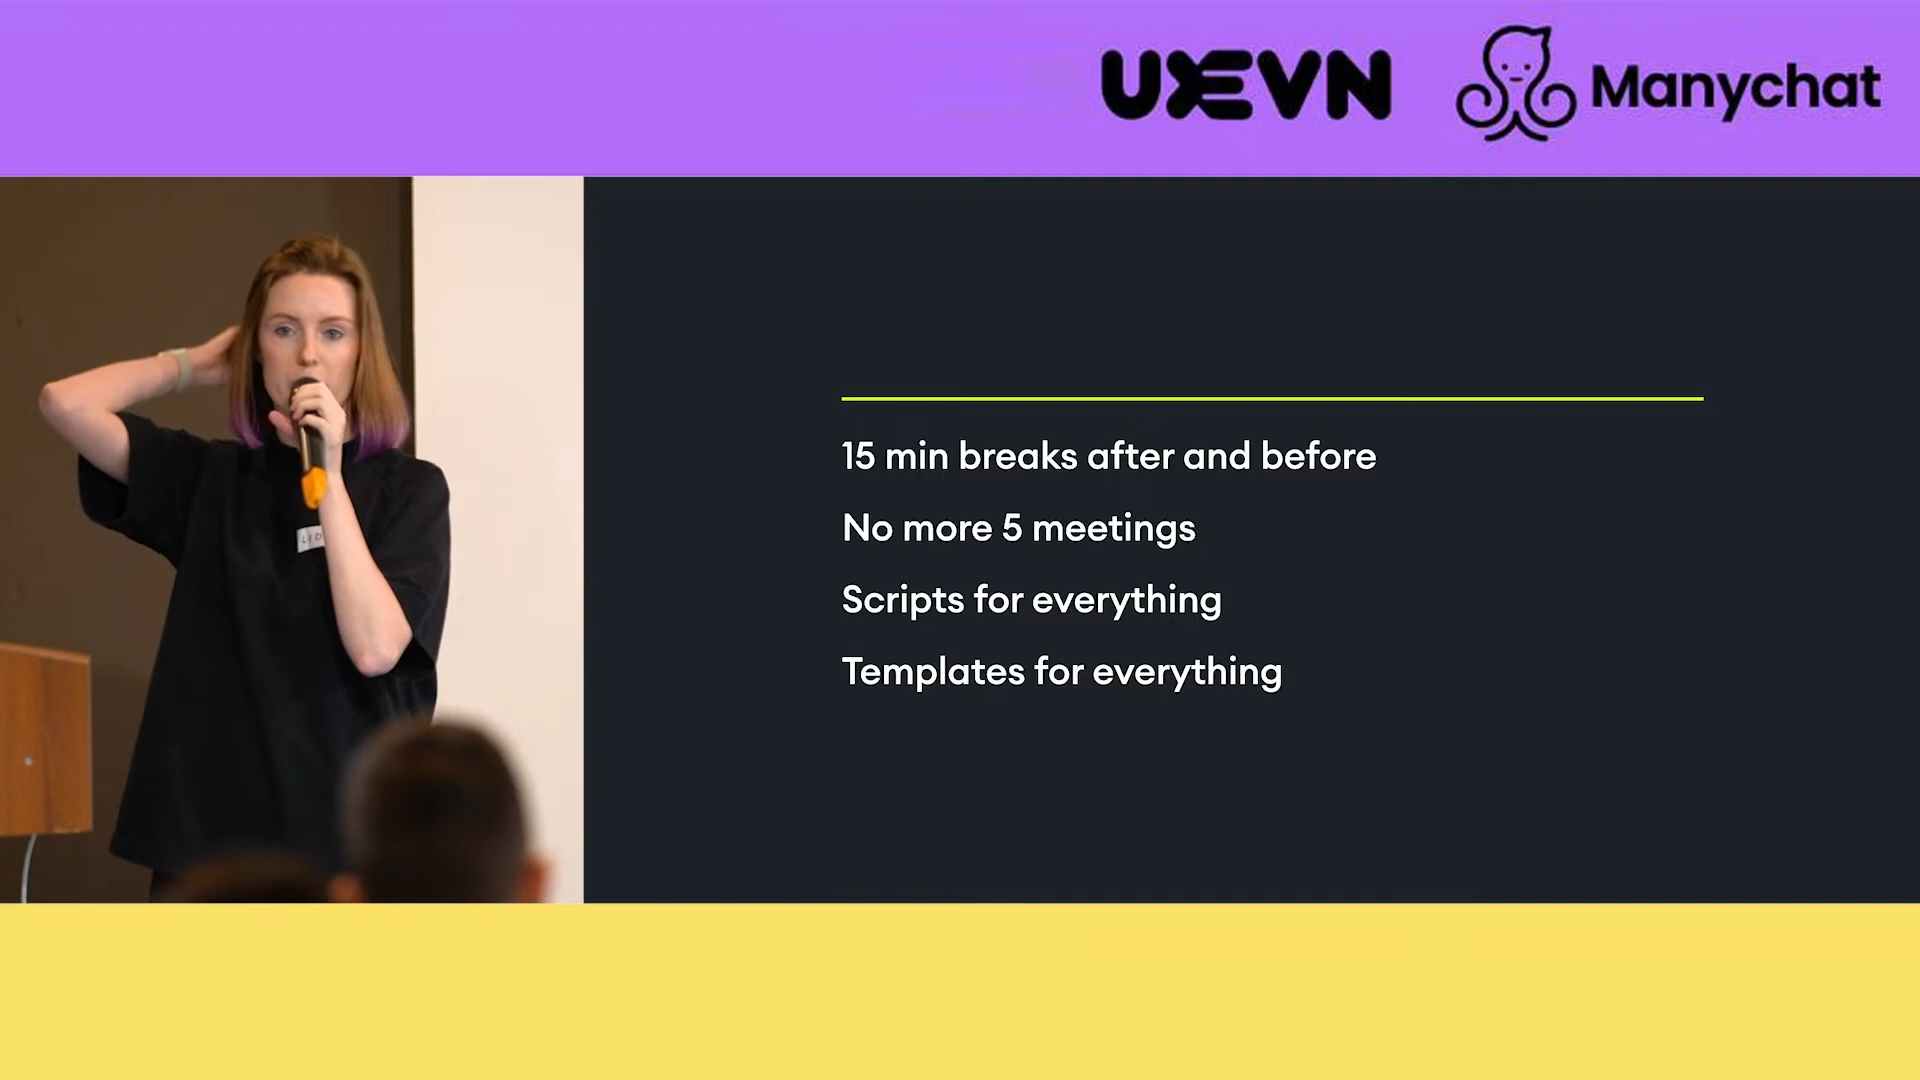 UXEVN
Manychat
15 min breaks after and before
No more 5 meetings
Scripts for everything
Templates for everything